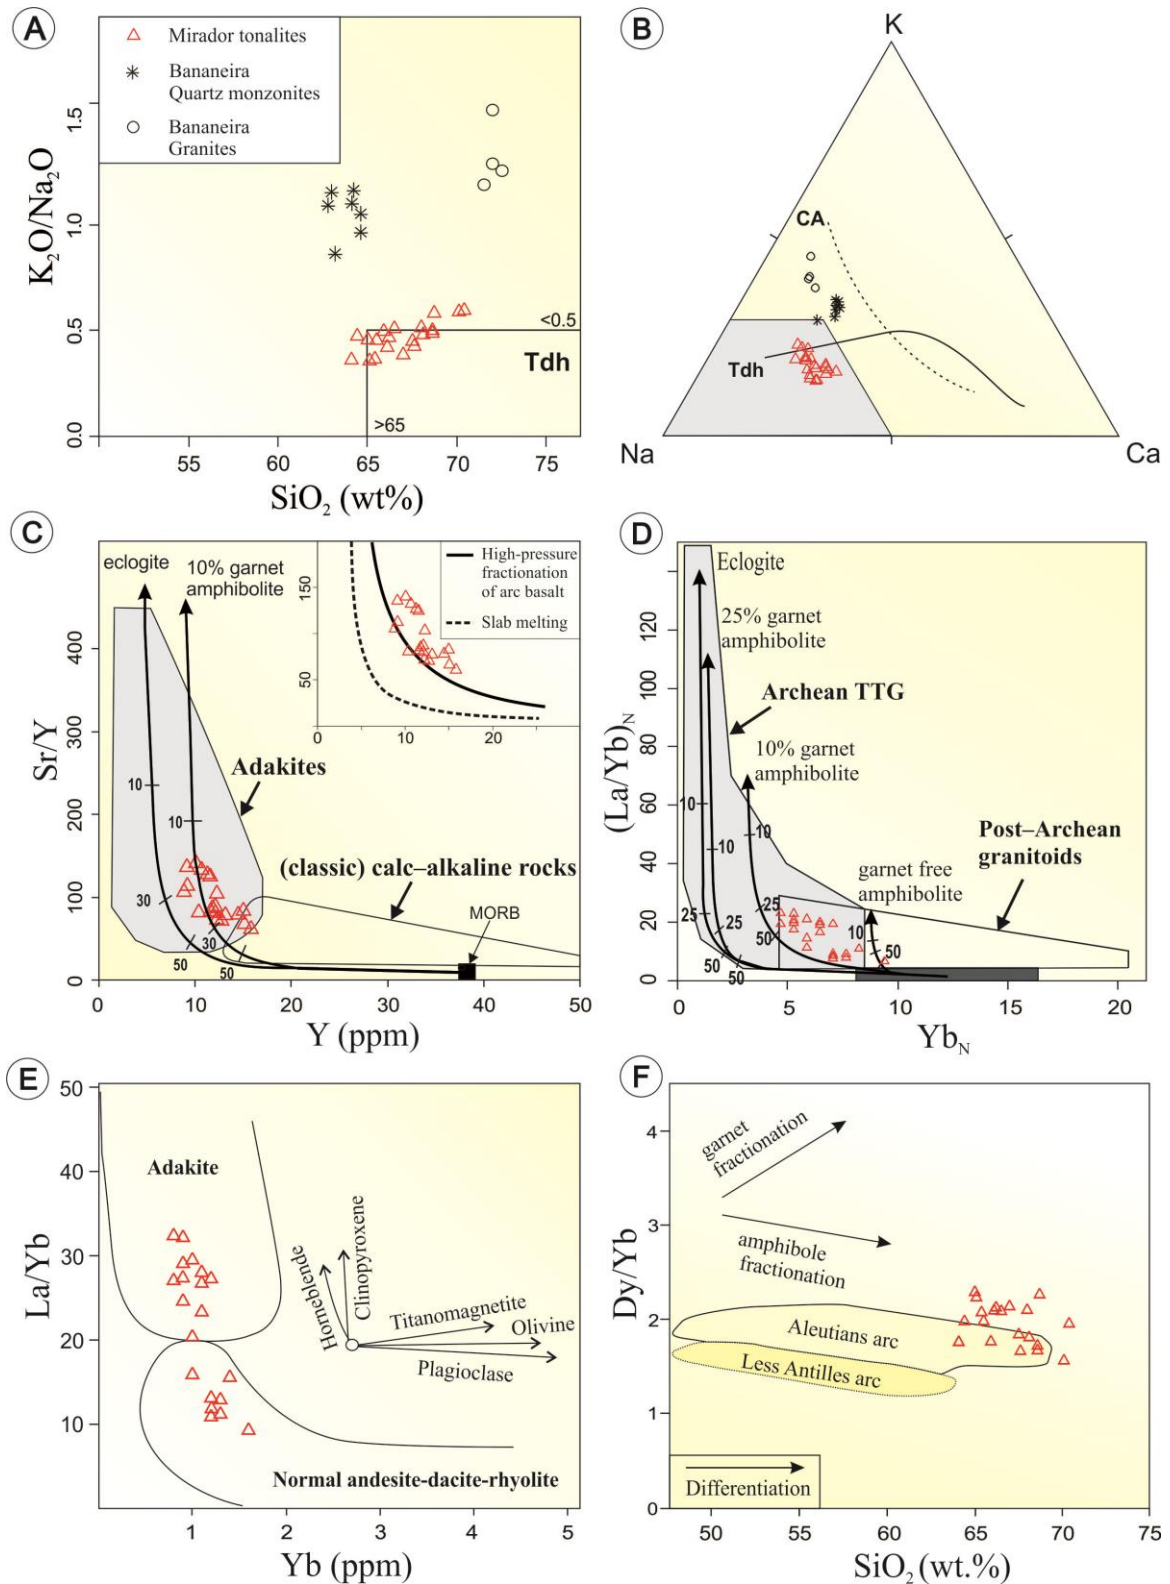 A
Mirador tonalites
Bananeira
Quartz monzonites
Bananeira
Granites
K₂O/Na₂O
1.5
1.0
0.5
0.0
<0.5
Tdh
>65
55
60
65
70
75
SiO₂ (wt%)
B
K
CA
Tdh
Na
Ca
C
eclogite
10% garnet
amphibolite
High-pressure
fractionation
of arc basalt
Slab melting
150
50
0
10
20
Sr/Y
400
300
200
100
0
10
10
Adakites
(classic) calc–alkaline rocks
30
30
50
50
MORB
0
10
20
30
40
50
Y (ppm)
D
Eclogite
25% garnet
amphibolite
Archean TTG
10% garnet
amphibolite
Post–Archean
granitoids
garnet free
amphibolite
(La/Yb)N
120
100
80
60
40
20
0
10
10
10
25
25
25
50
50
50
10
50
0
5
10
15
20
YbN
E
Adakite
La/Yb
50
40
30
20
10
Horneblende
Clinopyroxene
Titanomagnetite
Olivine
Plagioclase
Normal andesite-dacite-rhyolite
1
2
3
4
5
Yb (ppm)
F
garnet
fractionation
amphibole
fractionation
Dy/Yb
4
3
2
1
0
Aleutians arc
Less Antilles arc
Differentiation
50
55
60
65
70
75
SiO₂ (wt.%)